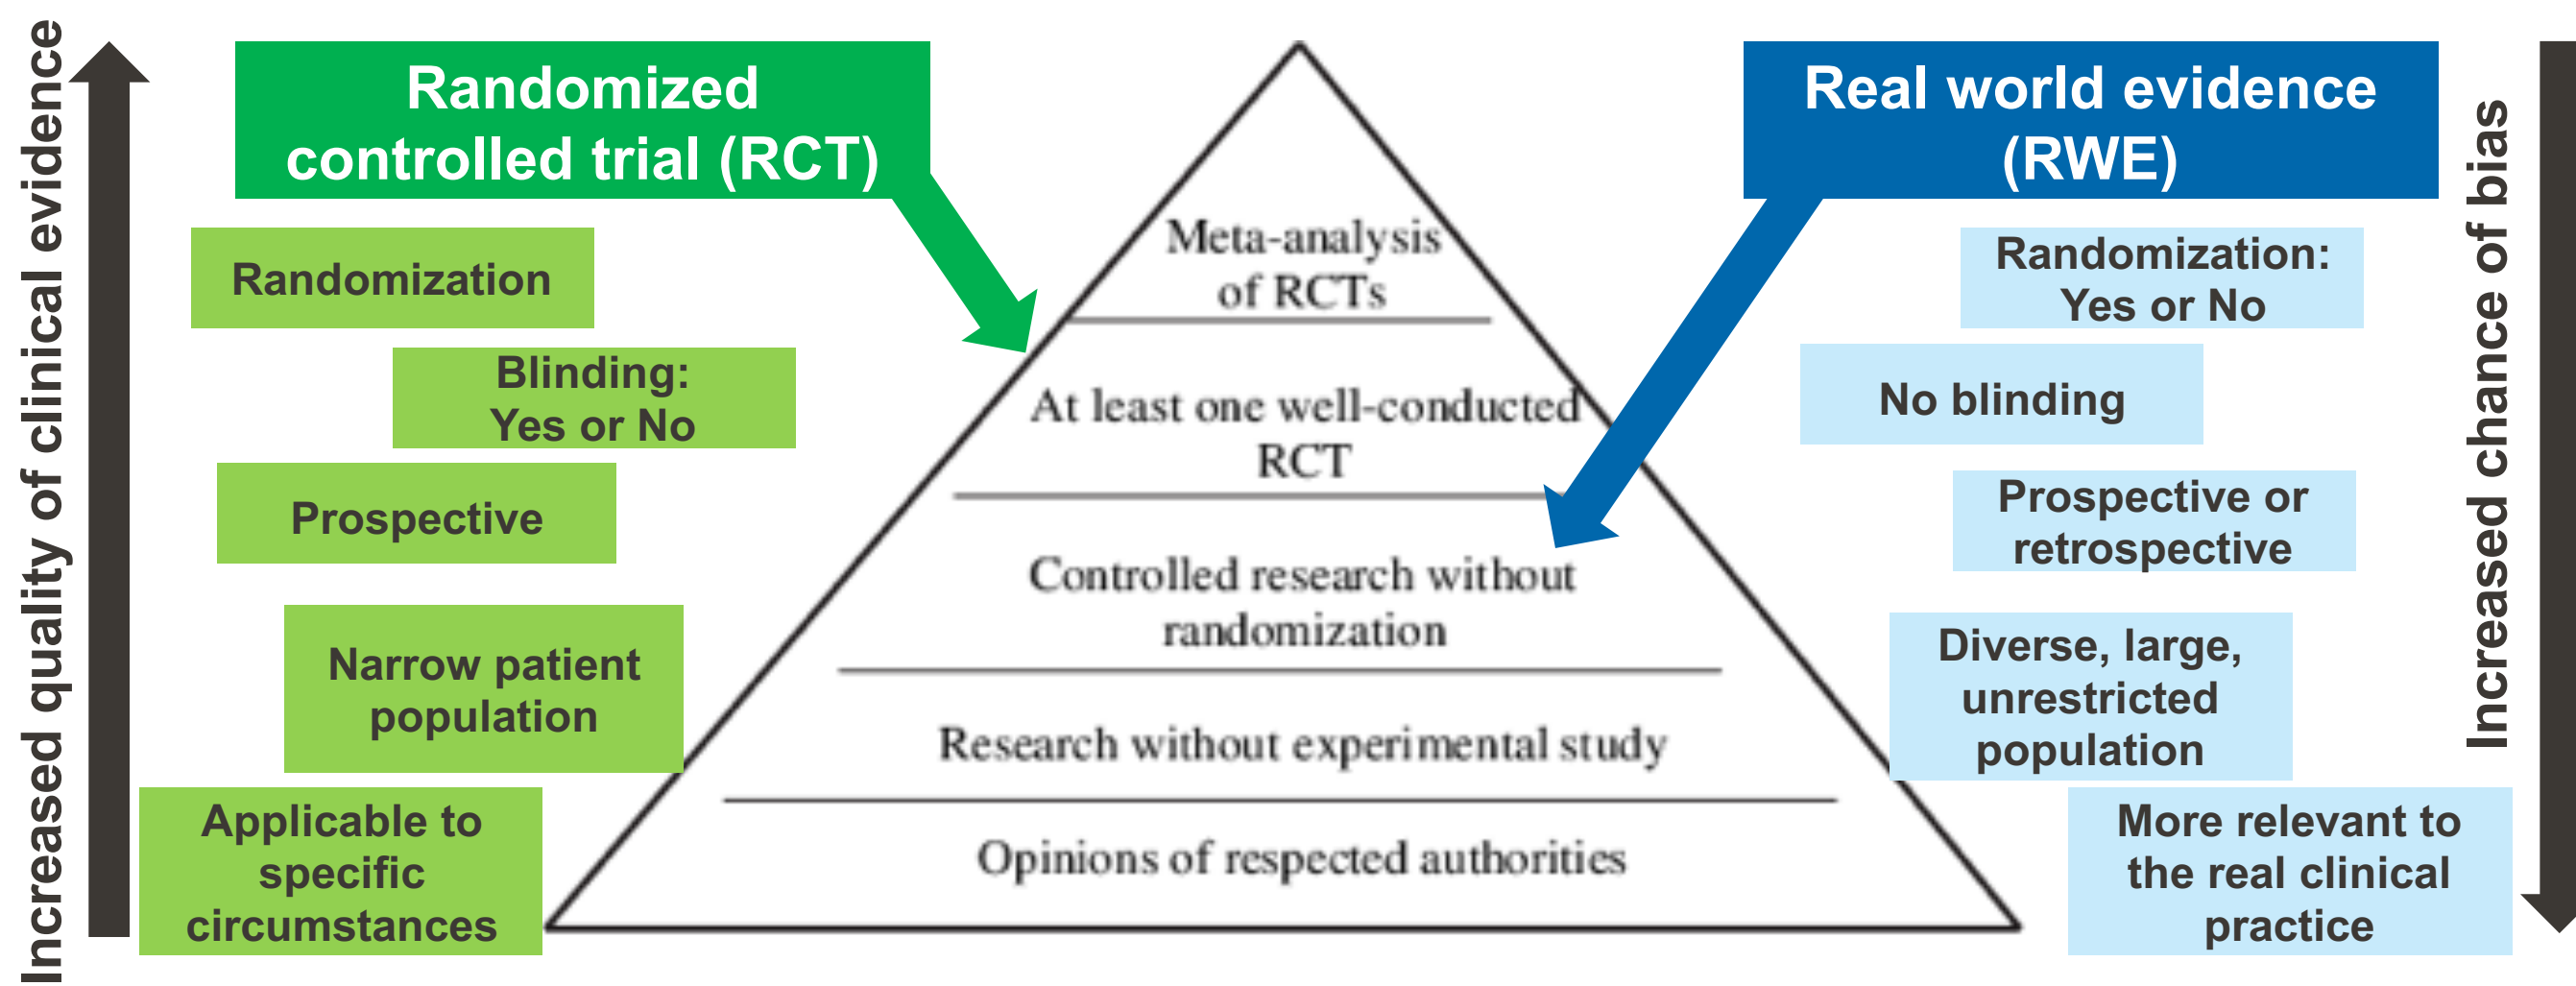 Increased quality of clinical evidence
Randomized
controlled trial (RCT)
Randomization
Blinding:
Yes or No
Prospective
Narrow patient
population
Applicable to
specific
circumstances
Meta-analysis
of RCTs
At least one well-conducted
RCT
Controlled research without
randomization
Research without experimental study
Opinions of respected authorities
Real world evidence
(RWE)
Randomization:
Yes or No
No blinding
Prospective or
retrospective
Diverse, large,
unrestricted
population
More relevant to
the real clinical
practice
Increased chance of bias